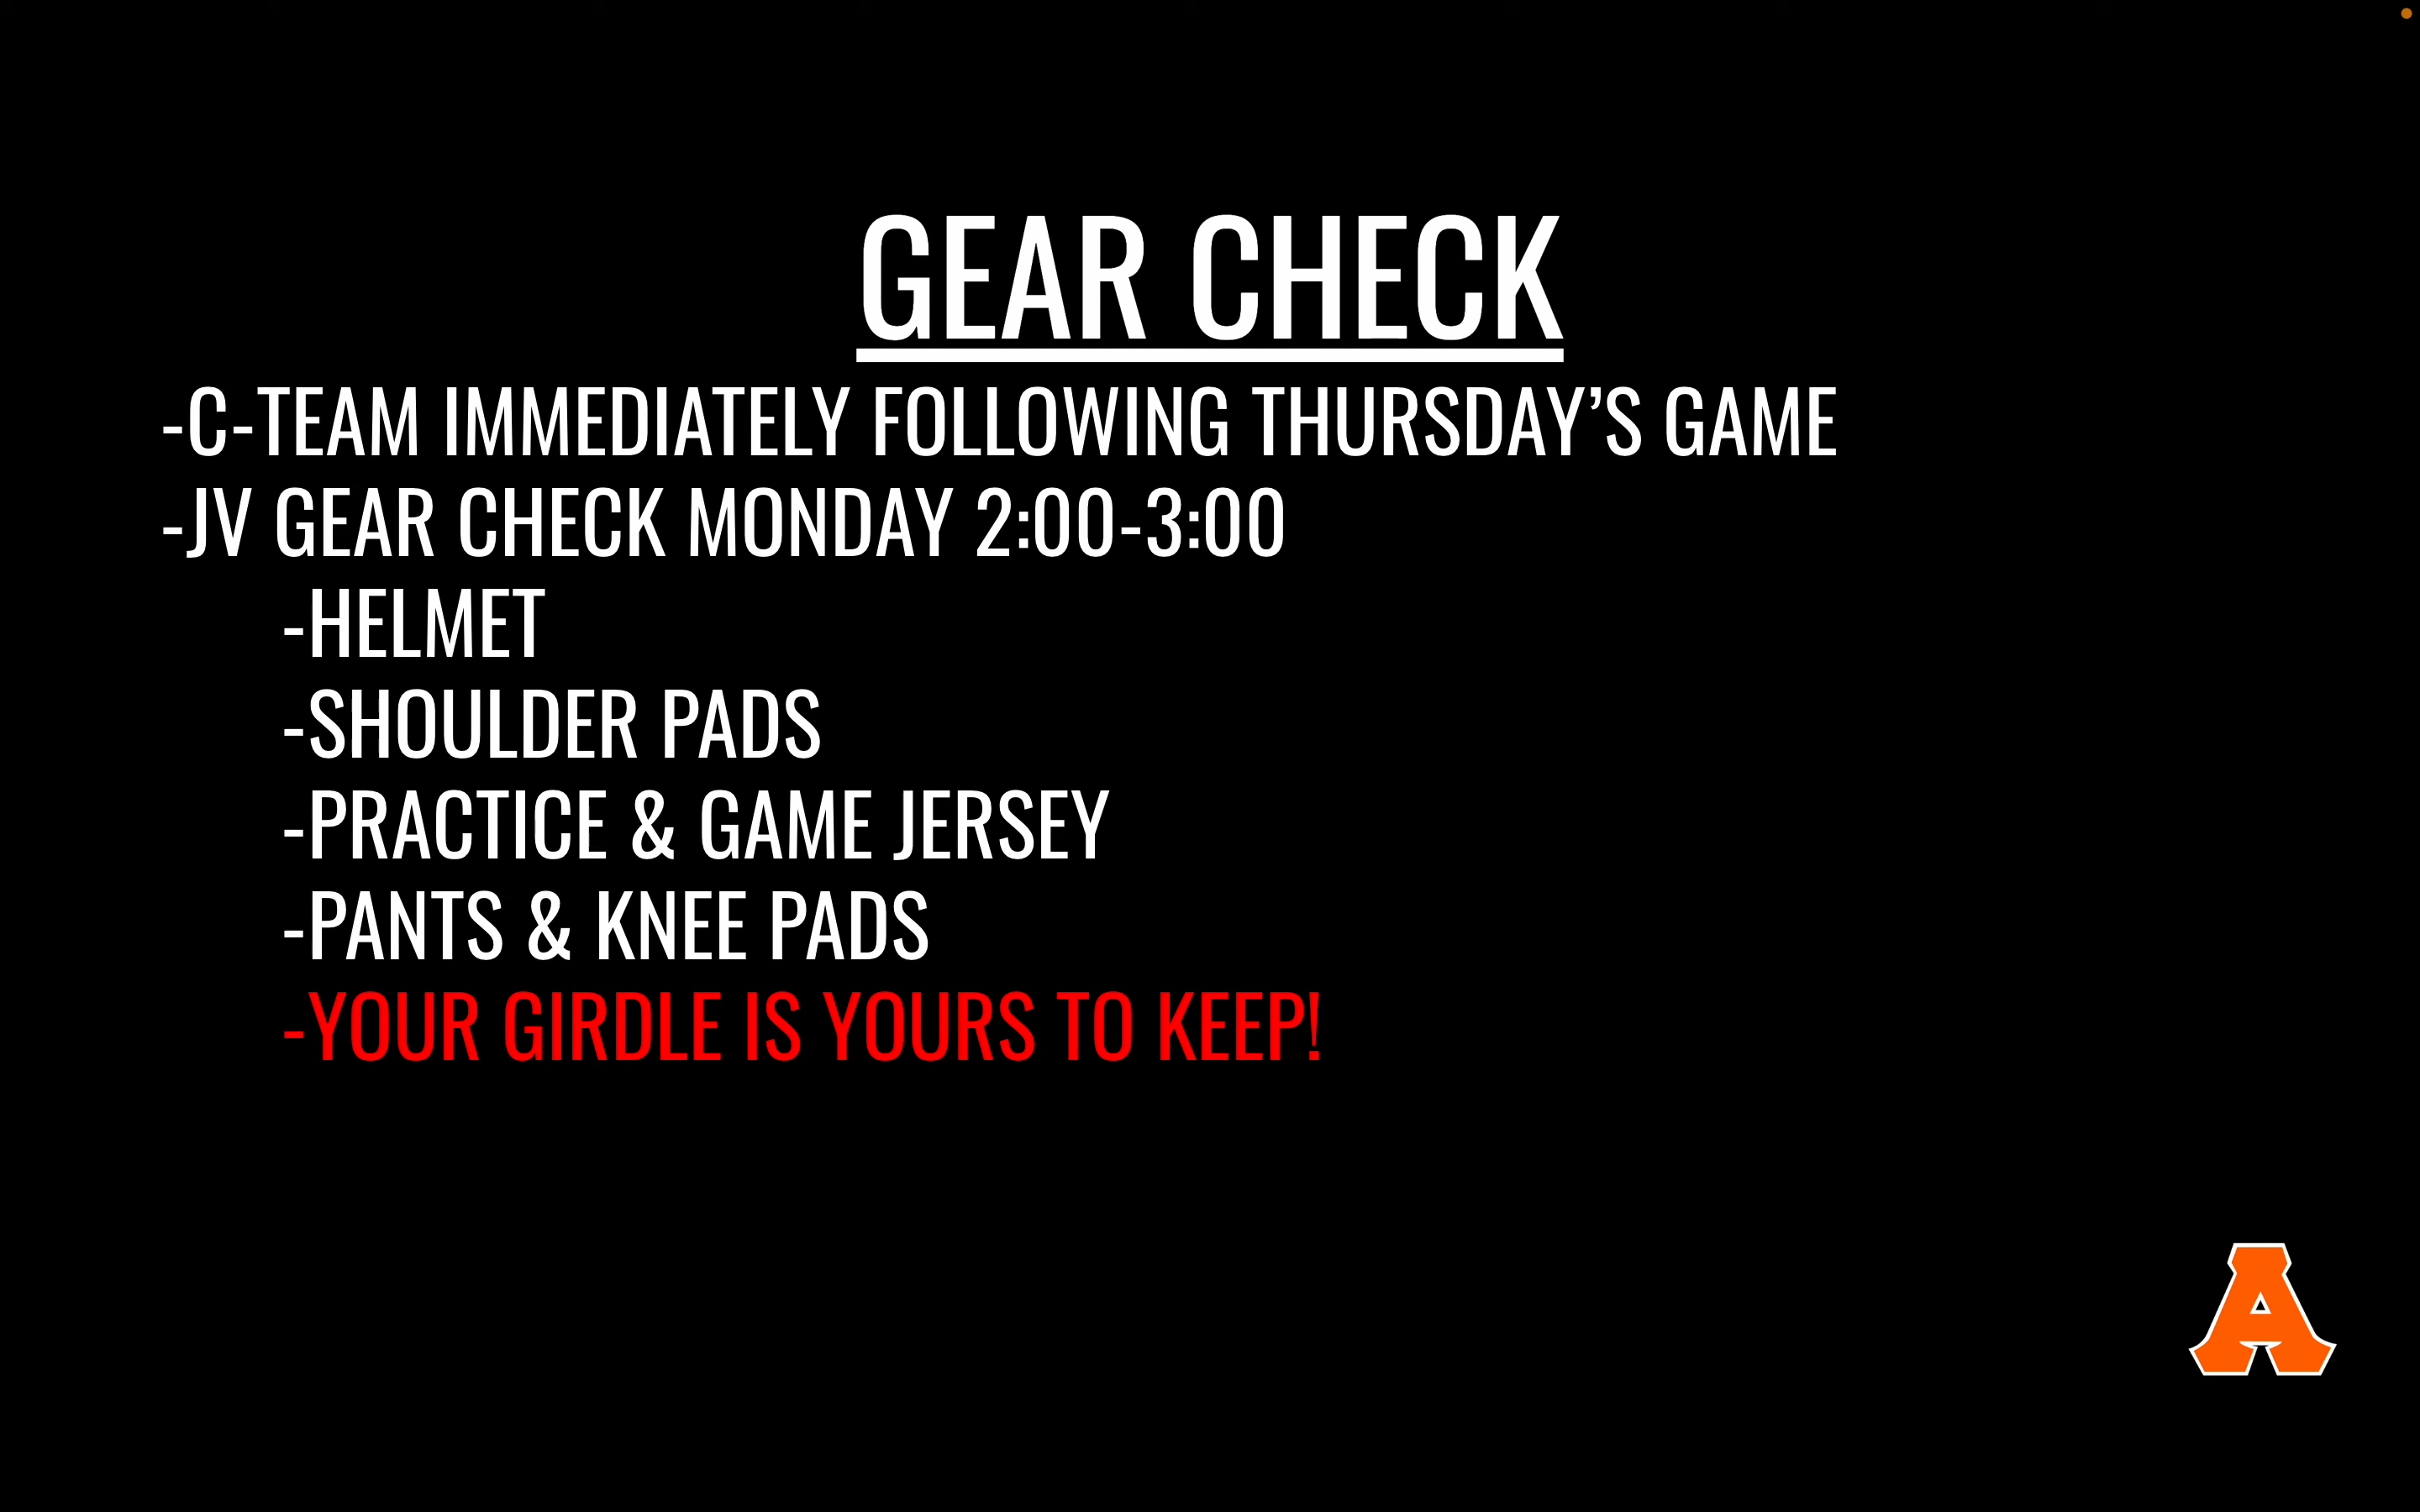 GEAR CHECK
-C-TEAM IMMEDIATELY FOLLOWING THURSDAY’S GAME
-JV GEAR CHECK MONDAY 2:00-3:00
-HELMET
-SHOULDER PADS
-PRACTICE & GAME JERSEY
-PANTS & KNEE PADS
-YOUR GIRDLE IS YOURS TO KEEP!
A